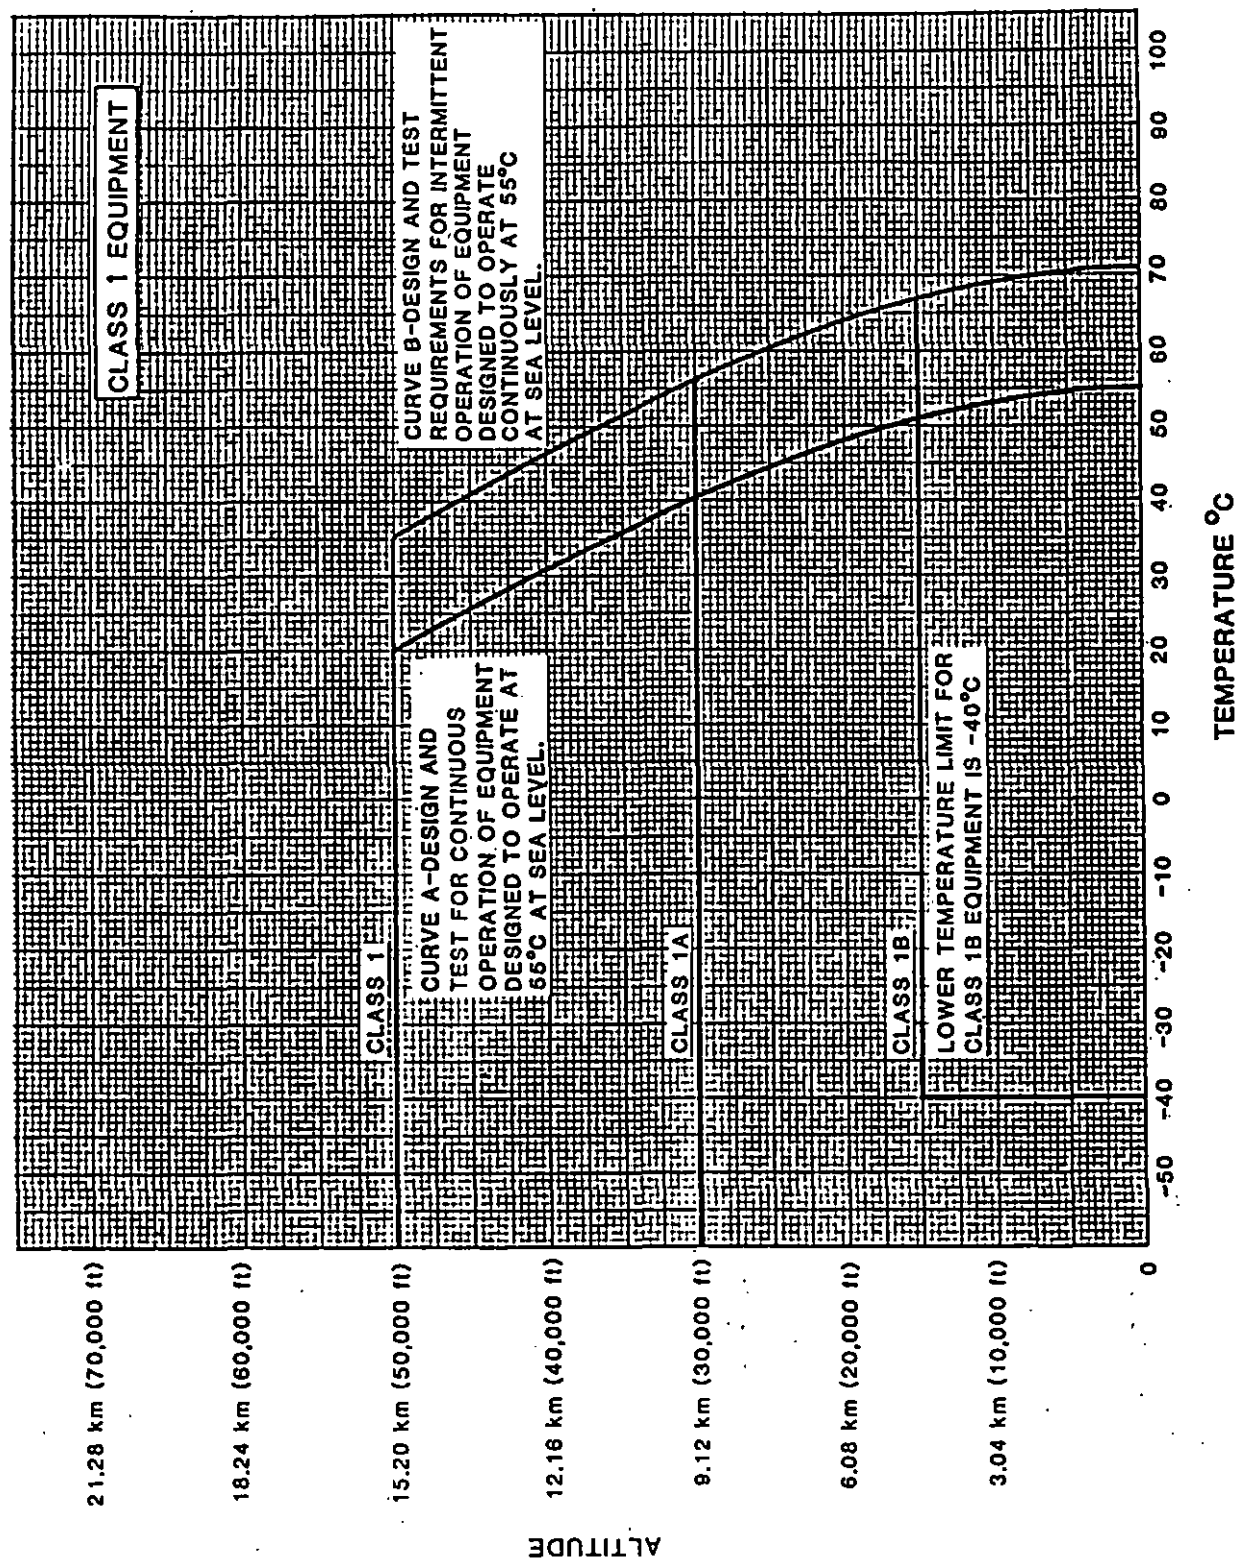 CLASS 1 EQUIPMENT
CURVE B-DESIGN AND TEST
REQUIREMENTS FOR INTERMITTENT
OPERATION OF EQUIPMENT
DESIGNED TO OPERATE
CONTINUOUSLY AT 55°C
AT SEA LEVEL.
CLASS 1
CURVE A-DESIGN AND
TEST FOR CONTINUOUS
OPERATION OF EQUIPMENT
DESIGNED TO OPERATE AT
55°C AT SEA LEVEL.
CLASS 1A
CLASS 1B
LOWER TEMPERATURE LIMIT FOR
CLASS 1B EQUIPMENT IS -40°C
ALTITUDE
21.28 km (70,000 ft)
18.24 km (60,000 ft)
15.20 km (50,000 ft)
12.16 km (40,000 ft)
9.12 km (30,000 ft)
6.08 km (20,000 ft)
3.04 km (10,000 ft)
0
-50 -40 -30 -20 -10 0 10 20 30 40 50 60 70 80 90 100
TEMPERATURE °C